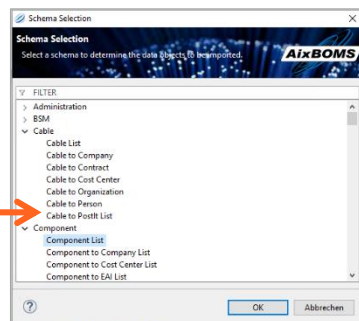 Schema Selection
Schema Selection
Select a schema to determine the data objects to be imported.
AixBOMS
FILTER
Administration
BSM
Cable
Cable List
Cable to Company
Cable to Contract
Cable to Cost Center
Cable to Organization
Cable to Person
Cable to PostIt List
Component
Component List
Component to Company List
Component to Cost Center List
Component to EAI List
OK
Abbrechen